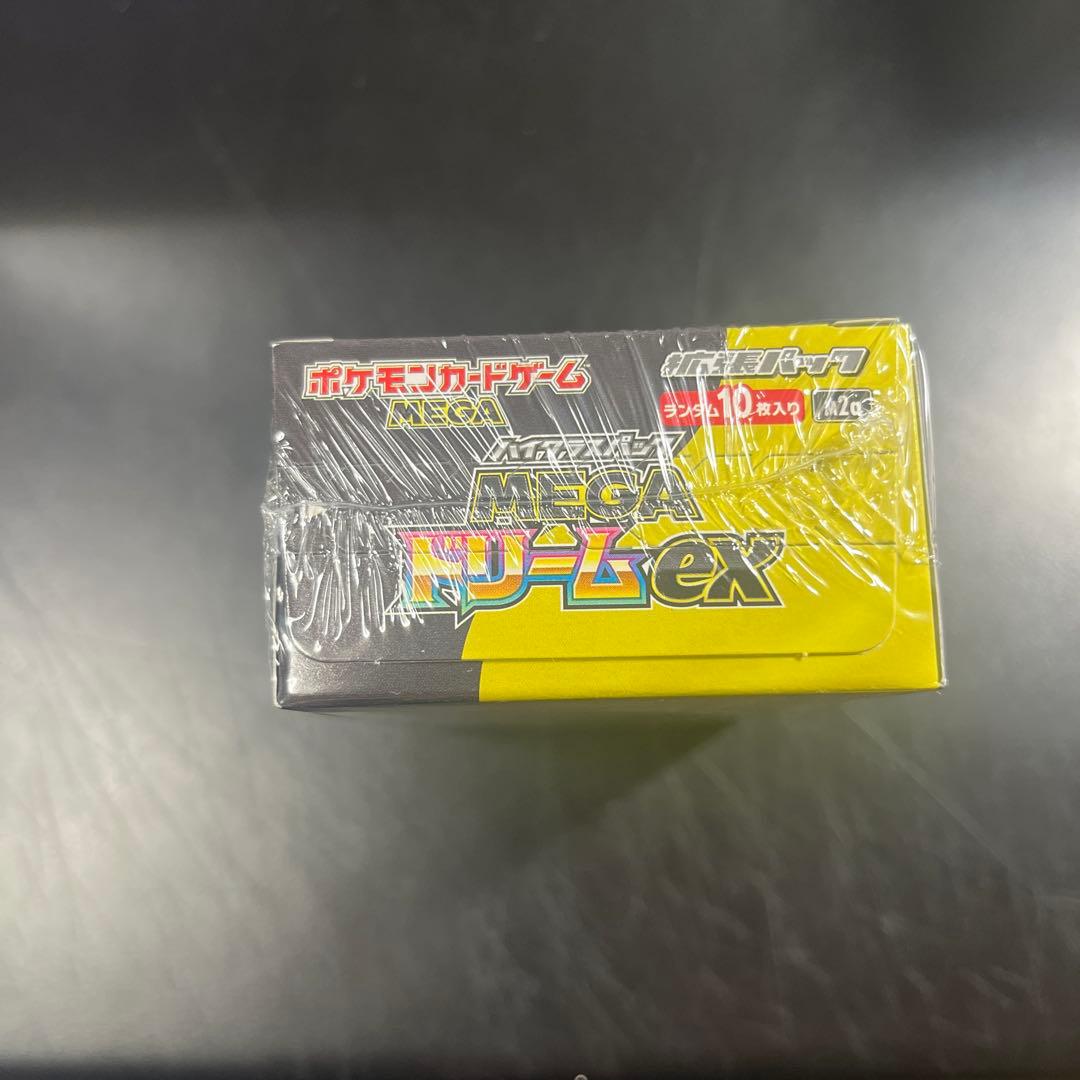 ポケモンカードゲーム
MEGA
拡張パック
ランダム10枚入り M2a
ハイクラスパック
MEGA
ドリームex